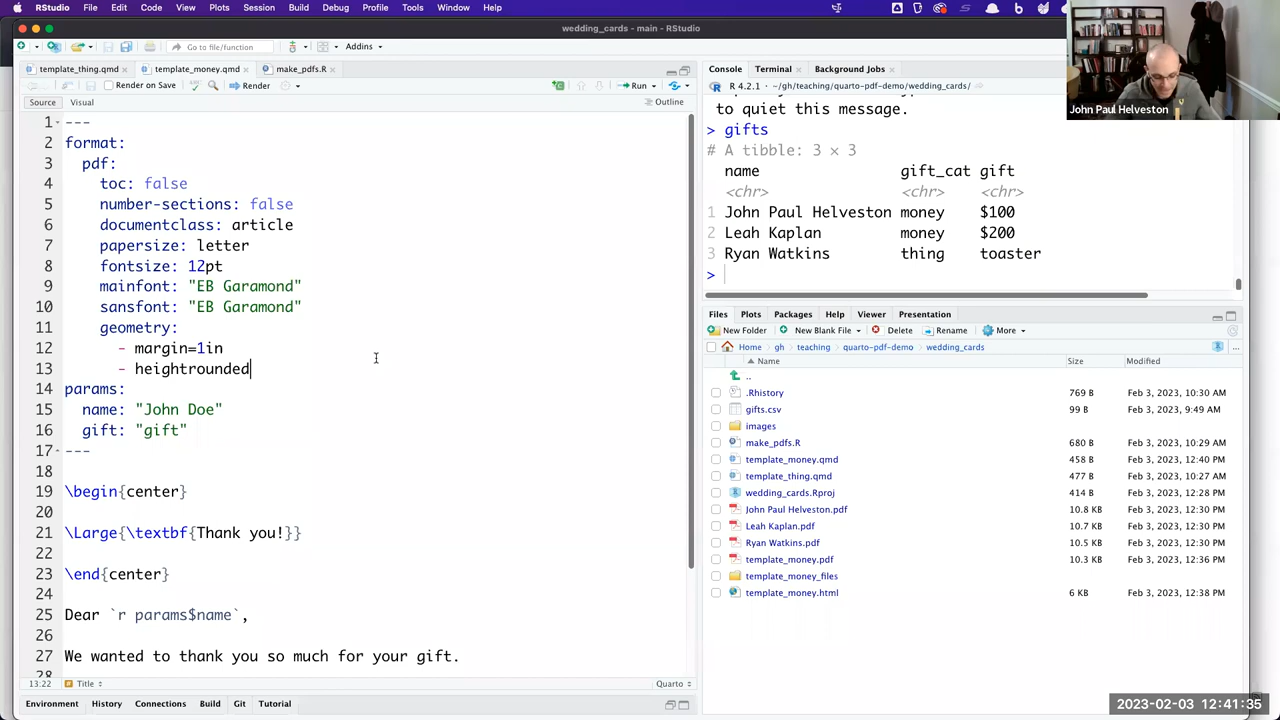 RStudio File Edit Code View Plots Session Build Debug Profile Tools Window Help
wedding_cards - main - RStudio
Go to file/function Addins
template_thing.qmd template_money.qmd make_pdfs.R
Render on Save Render Run
Source Visual Outline
1 ---
2 format:
3 pdf:
4 toc: false
5 number-sections: false
6 documentclass: article
7 papersize: letter
8 fontsize: 12pt
9 mainfont: "EB Garamond"
10 sansfont: "EB Garamond"
11 geometry:
12 - margin=1in
13 - heightrounded
14 params:
15 name: "John Doe"
16 gift: "gift"
17 ---
18
19 \begin{center}
20
21 \Large{\textbf{Thank you!}}
22
23 \end{center}
24
25 Dear `r params$name`,
26
27 We wanted to thank you so much for your gift.
28
13:22 Title Quarto
Environment History Connections Build Git Tutorial
Console Terminal Background Jobs
R 4.2.1 · ~/gh/teaching/quarto-pdf-demo/wedding_cards/
to quiet this message.
> gifts
# A tibble: 3 × 3
name gift_cat gift
<chr> <chr> <chr>
1 John Paul Helveston money $100
2 Leah Kaplan money $200
3 Ryan Watkins thing toaster
>
Files Plots Packages Help Viewer Presentation
New Folder New Blank File Delete Rename More
Home gh teaching quarto-pdf-demo wedding_cards
Name Size Modified
..
.Rhistory 769 B Feb 3, 2023, 10:30 AM
gifts.csv 99 B Feb 3, 2023, 9:49 AM
images
make_pdfs.R 680 B Feb 3, 2023, 10:29 AM
template_money.qmd 458 B Feb 3, 2023, 12:40 PM
template_thing.qmd 477 B Feb 3, 2023, 10:27 AM
wedding_cards.Rproj 414 B Feb 3, 2023, 12:28 PM
John Paul Helveston.pdf 10.8 KB Feb 3, 2023, 12:30 PM
Leah Kaplan.pdf 10.7 KB Feb 3, 2023, 12:30 PM
Ryan Watkins.pdf 10.5 KB Feb 3, 2023, 12:30 PM
template_money.pdf 10.3 KB Feb 3, 2023, 12:36 PM
template_money_files
template_money.html 6 KB Feb 3, 2023, 12:38 PM
John Paul Helveston
2023-02-03 12:41:35